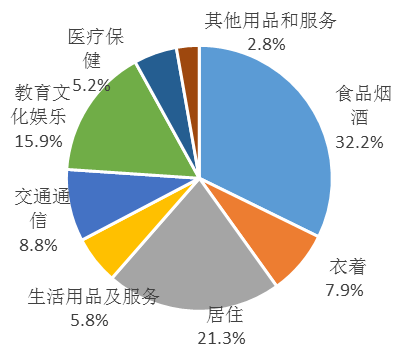 其他用品和服务
2.8%
食品烟
酒
32.2%
衣着
7.9%
居住
21.3%
生活用品及服务
5.8%
交通通
信
8.8%
教育文
化娱乐
15.9%
医疗保
健
5.2%